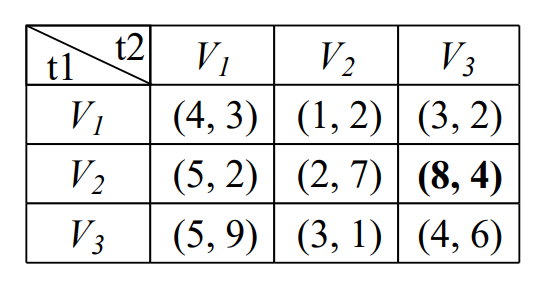 t1 t2 V1 V2 V3
V1 (4, 3) (1, 2) (3, 2)
V2 (5, 2) (2, 7) (8, 4)
V3 (5, 9) (3, 1) (4, 6)